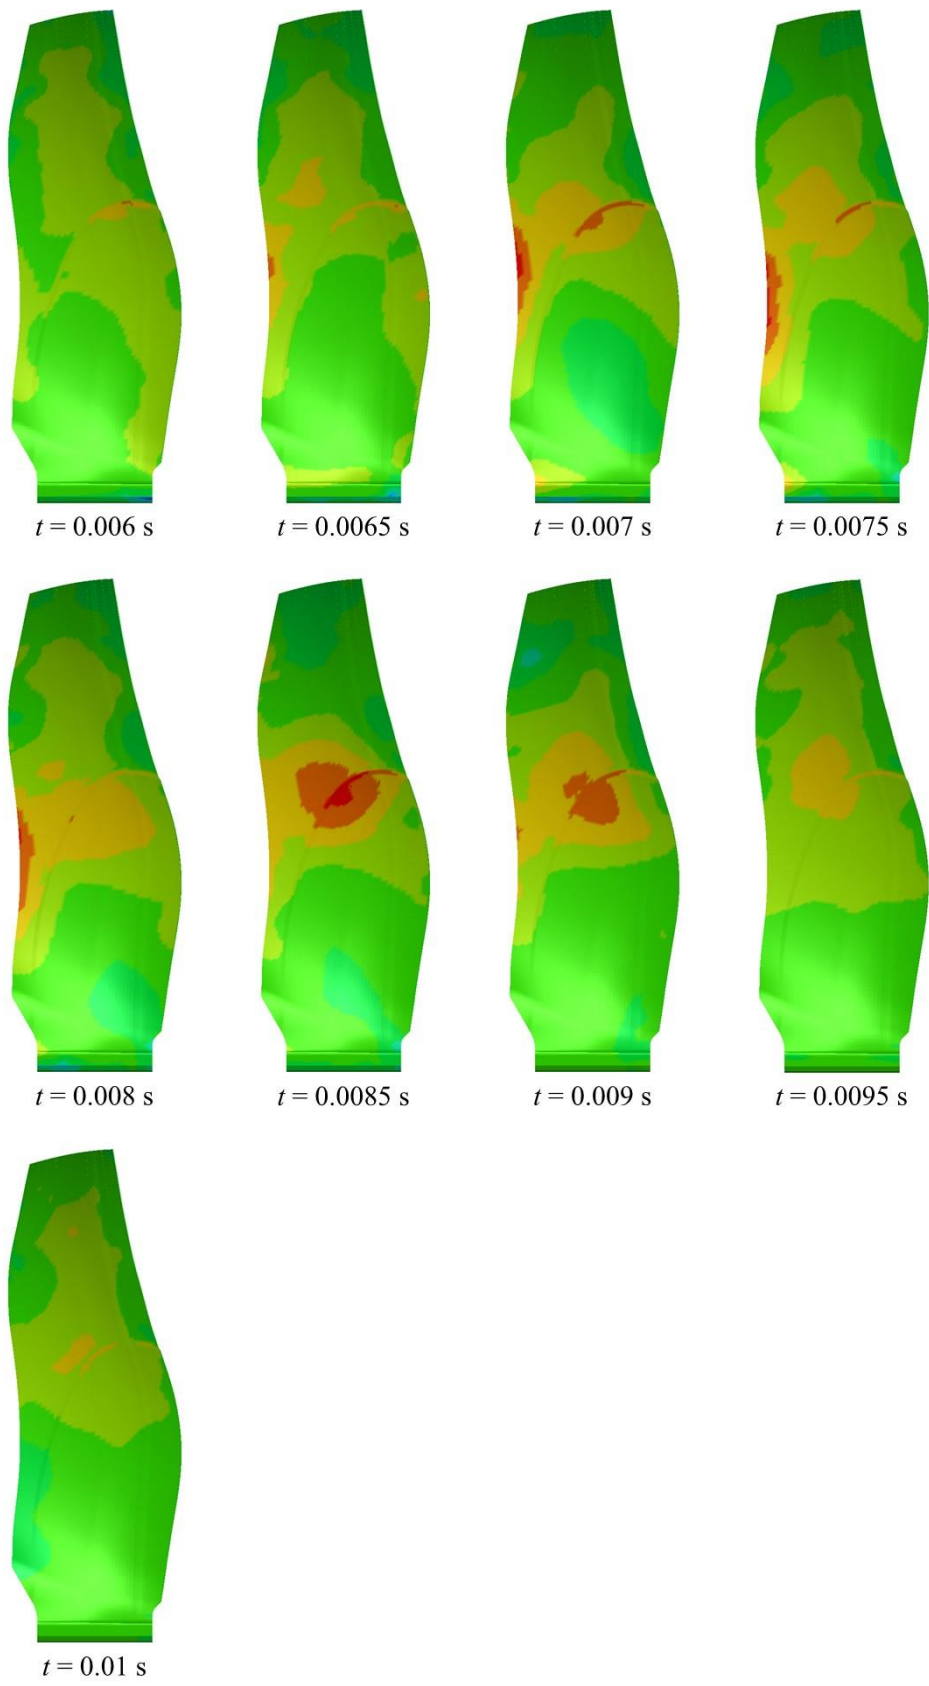 t = 0.006 s
t = 0.0065 s
t = 0.007 s
t = 0.0075 s
t = 0.008 s
t = 0.0085 s
t = 0.009 s
t = 0.0095 s
t = 0.01 s